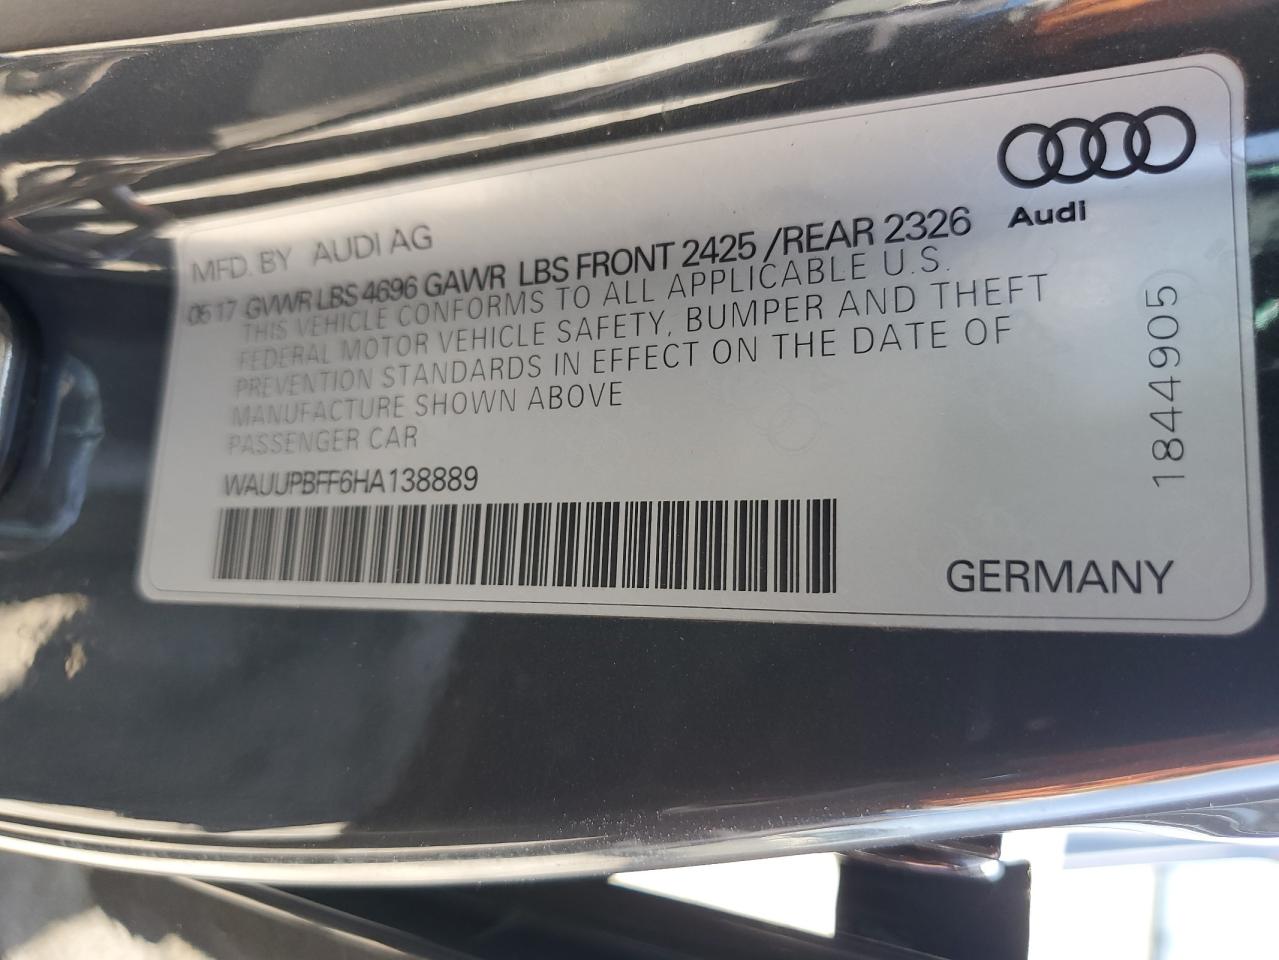 Audi
MFD. BY AUDI AG
05 17 GVWR LBS 4696 GAWR LBS FRONT 2425 /REAR 2326
THIS VEHICLE CONFORMS TO ALL APPLICABLE U.S.
FEDERAL MOTOR VEHICLE SAFETY, BUMPER AND THEFT
PREVENTION STANDARDS IN EFFECT ON THE DATE OF
MANUFACTURE SHOWN ABOVE
PASSENGER CAR
WAUUPBFF6HA138889
GERMANY
1844905